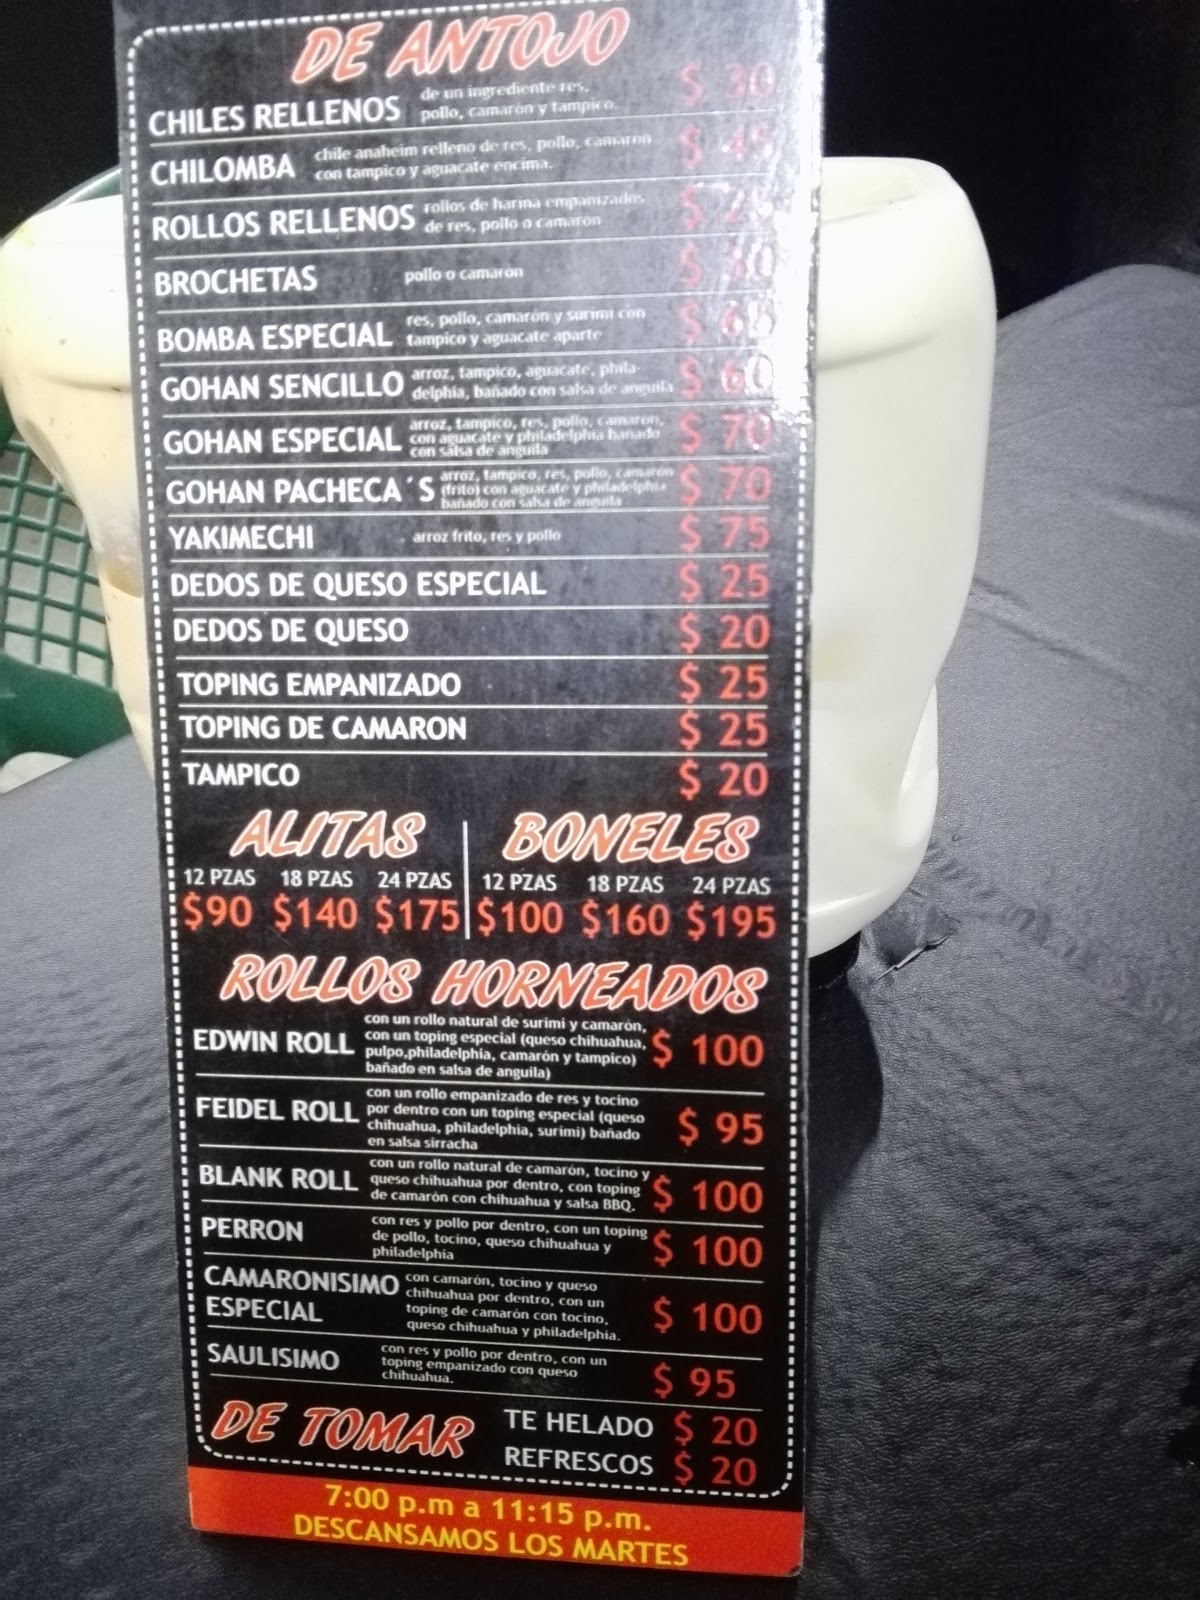 DE ANTOJO
CHILES RELLENOS de un ingrediente res, $ 30
pollo, camarón y tampico.
CHILOMBA chile anaheim relleno de res, pollo, camaron $ 45
con tampico y aguacate encima.
ROLLOS RELLENOS rollos de harina empanizados $
de res, pollo o camarón
BROCHETAS pollo o camaron $ 30
BOMBA ESPECIAL res, pollo, camarón y surimi con $
tampico y aguacate aparte
GOHAN SENCILLO arroz, tampico, aguacate, phila- $ 60
delphia, bañado con salsa de anguila
GOHAN ESPECIAL arroz, tampico, res, pollo, camaron, $ 70
con aguacate y philadelphia bañado
con salsa de anguila
GOHAN PACHECA´S arroz, tampico, res, pollo, camarón $ 70
(frito) con aguacate y philadelphia
bañado con salsa de anguila
YAKIMECHI arroz frito, res y pollo $ 75
DEDOS DE QUESO ESPECIAL $ 25
DEDOS DE QUESO $ 20
TOPING EMPANIZADO $ 25
TOPING DE CAMARON $ 25
TAMPICO $ 20
ALITAS BONELES
12 PZAS 18 PZAS 24 PZAS 12 PZAS 18 PZAS 24 PZAS
$90 $140 $175 $100 $160 $195
ROLLOS HORNEADOS
EDWIN ROLL con un rollo natural de surimi y camarón, $ 100
con un toping especial (queso chihuahua,
pulpo,philadelphia, camarón y tampico)
bañado en salsa de anguila)
FEIDEL ROLL con un rollo empanizado de res y tocino $ 95
por dentro con un toping especial (queso
chihuahua, philadelphia, surimi) bañado
en salsa sirracha
BLANK ROLL con un rollo natural de camarón, tocino y $ 100
queso chihuahua por dentro, con toping
de camarón con chihuahua y salsa BBQ.
PERRON con res y pollo por dentro, con un toping $ 100
de pollo, tocino, queso chihuahua y
philadelphia
CAMARONISIMO con camarón, tocino y queso $ 100
ESPECIAL chihuahua por dentro, con un
toping de camarón con tocino,
queso chihuahua y philadelphia.
SAULISIMO con res y pollo por dentro, con un $ 95
toping empanizado con queso
chihuahua.
DE TOMAR TE HELADO $ 20
REFRESCOS $ 20
7:00 p.m a 11:15 p.m.
DESCANSAMOS LOS MARTES